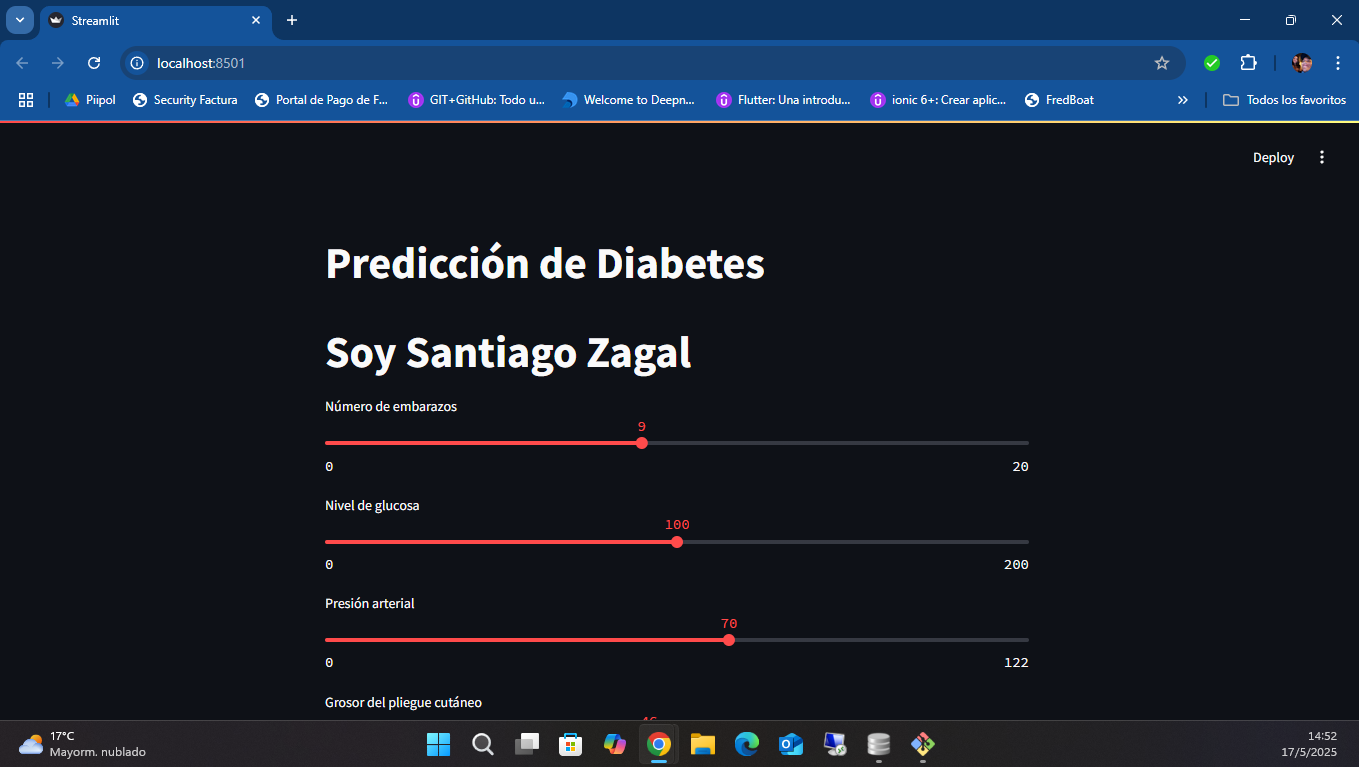 Streamlit
localhost:8501
Piipol
Security Factura
Portal de Pago de F...
GIT+GitHub: Todo u...
Welcome to Deepn...
Flutter: Una introdu...
ionic 6+: Crear aplic...
FredBoat
Todos los favoritos
Deploy
Predicción de Diabetes
Soy Santiago Zagal
Número de embarazos
9
0
20
Nivel de glucosa
100
0
200
Presión arterial
70
0
122
Grosor del pliegue cutáneo
17°C
Mayorm. nublado
14:52
17/5/2025